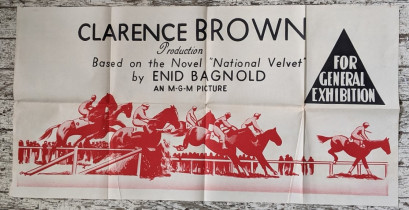 CLARENCE BROWN
Production
Based on the Novel "National Velvet"
by ENID BAGNOLD
AN M-G-M PICTURE
FOR
GENERAL
EXHIBITION